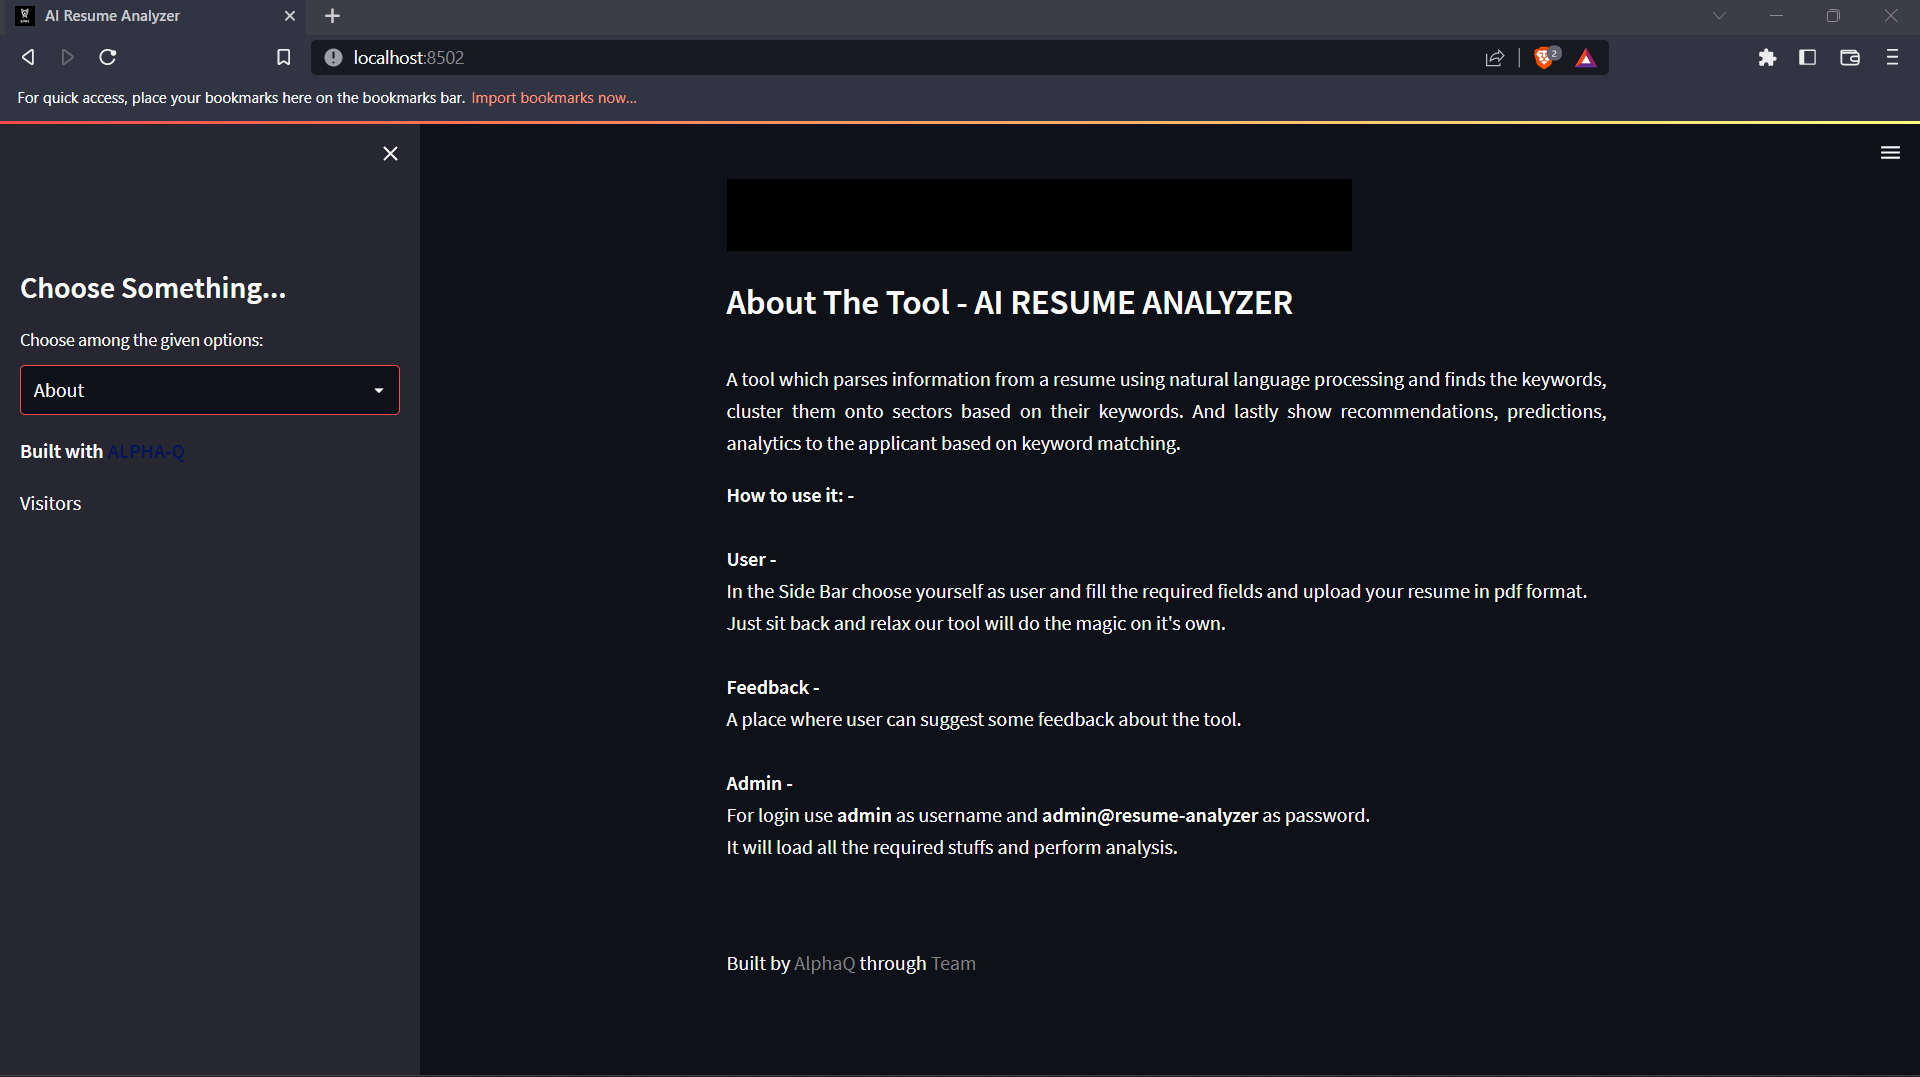 AI Resume Analyzer
localhost:8502
2
For quick access, place your bookmarks here on the bookmarks bar. Import bookmarks now...
Choose Something...
Choose among the given options:
About
Built with ALPHA-Q
Visitors
About The Tool - AI RESUME ANALYZER
A tool which parses information from a resume using natural language processing and finds the keywords,
cluster them onto sectors based on their keywords. And lastly show recommendations, predictions,
analytics to the applicant based on keyword matching.
How to use it: -
User -
In the Side Bar choose yourself as user and fill the required fields and upload your resume in pdf format.
Just sit back and relax our tool will do the magic on it's own.
Feedback -
A place where user can suggest some feedback about the tool.
Admin -
For login use admin as username and admin@resume-analyzer as password.
It will load all the required stuffs and perform analysis.
Built by AlphaQ through Team